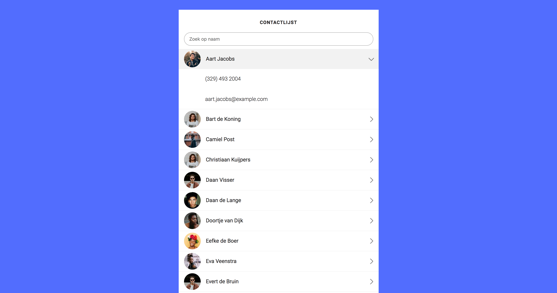 CONTACTLIJST
Zoek op naam
Aart Jacobs
(329) 493 2004
aart.jacobs@example.com
Bart de Koning
Camiel Post
Christiaan Kuijpers
Daan Visser
Daan de Lange
Doortje van Dijk
Eefke de Boer
Eva Veenstra
Evert de Bruin